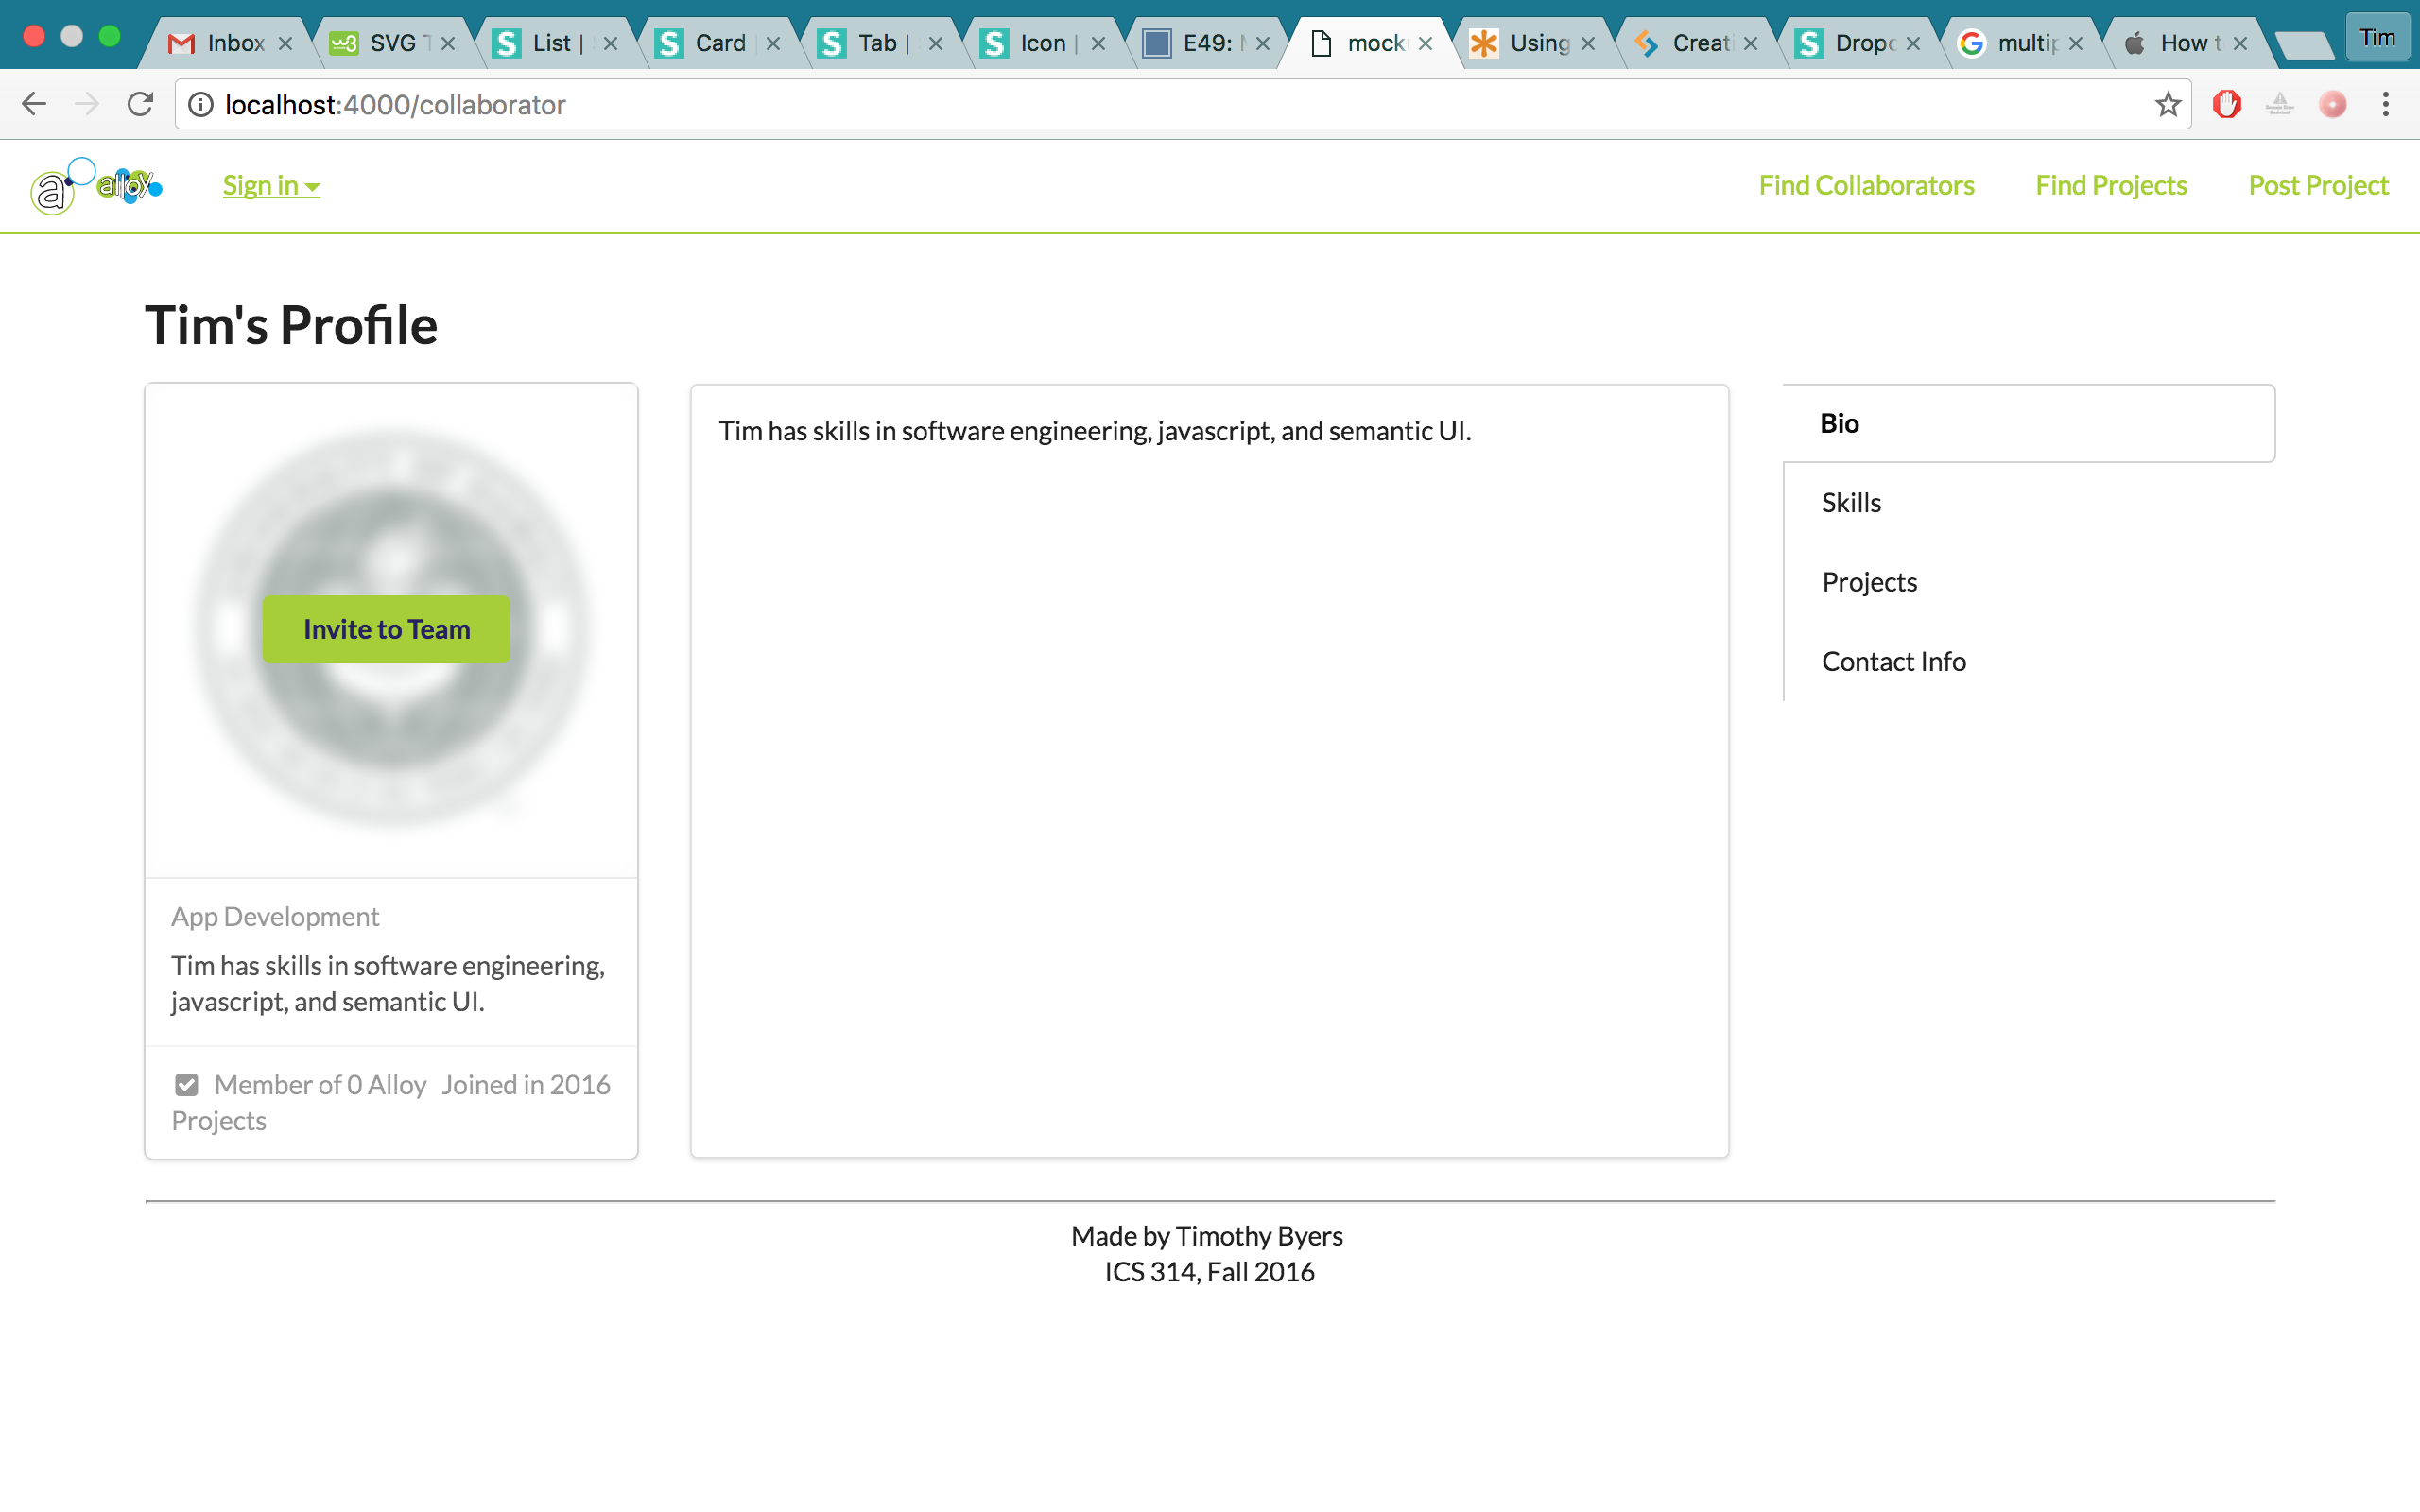 Inbox
SVG T
List |
Card
Tab |
Icon |
E49: M
mock
Using
Creati
Dropd
multip
How t
Tim
localhost:4000/collaborator
a alloy
Sign in
Find Collaborators
Find Projects
Post Project
Tim's Profile
Invite to Team
App Development
Tim has skills in software engineering,
javascript, and semantic UI.
Member of 0 Alloy Joined in 2016
Projects
Tim has skills in software engineering, javascript, and semantic UI.
Bio
Skills
Projects
Contact Info
Made by Timothy Byers
ICS 314, Fall 2016